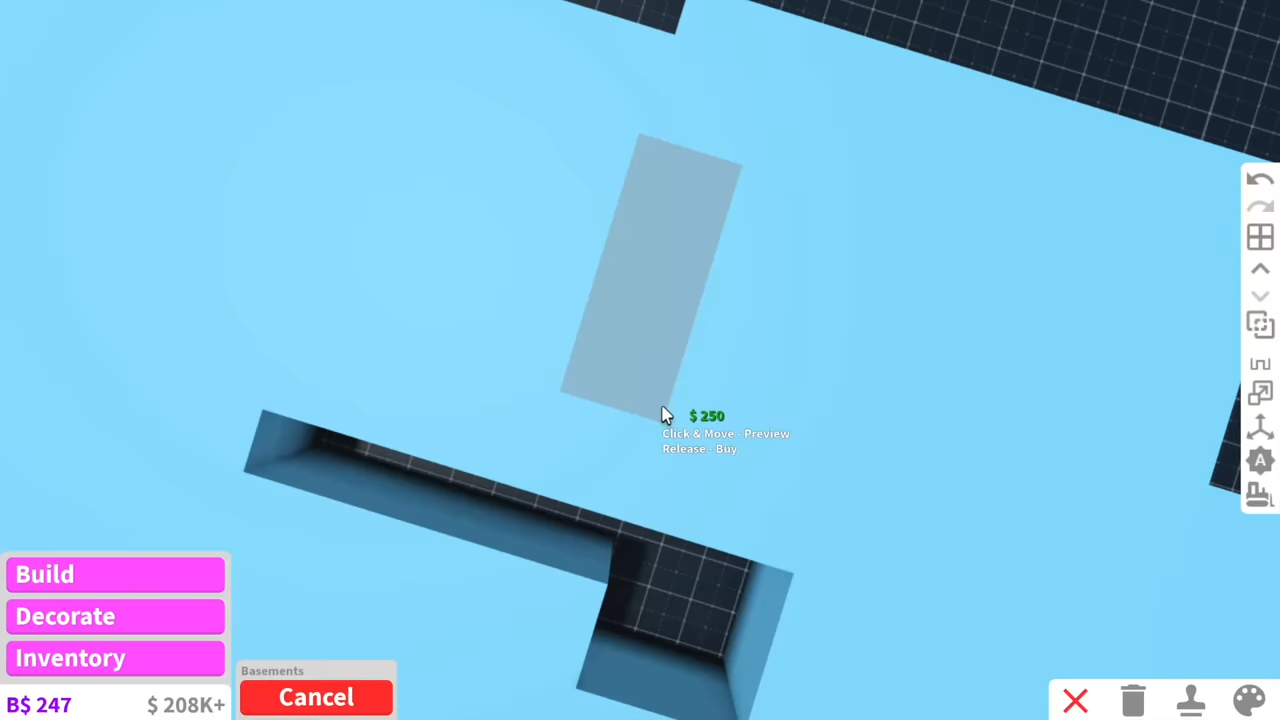 $ 250
Click & Move - Preview
Release - Buy
Build
Decorate
Inventory
B$ 247
$ 208K+
Basements
Cancel
A